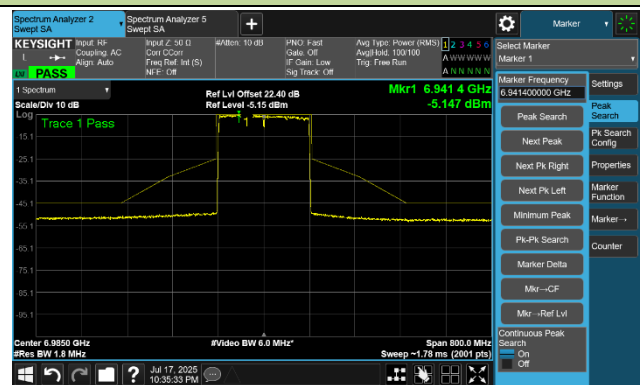 Spectrum Analyzer 2
Swept SA
Spectrum Analyzer 5
Swept SA
+
Marker
KEYSIGHT
Input: RF
Coupling: AC
Align: Auto
Input Z: 50 Ω
Corr CCorr
Freq Ref: Int (S)
NFE: Off
#Atten: 10 dB
PNO: Fast
Gate: Off
IF Gain: Low
Sig Track: Off
Avg Type: Power (RMS)
Avg|Hold: 100/100
Trig: Free Run
1 2 3 4 5 6
A W W W W W
A N N N N N
L
PASS
Select Marker
Marker 1
1 Spectrum
Scale/Div 10 dB
Ref Lvl Offset 22.40 dB
Ref Level -5.15 dBm
Mkr1 6.941 4 GHz
-5.147 dBm
Log
Trace 1 Pass
1
-15.1
-25.1
-35.1
-45.1
-55.1
-65.1
-75.1
-85.1
-95.1
Center 6.9850 GHz
#Res BW 1.8 MHz
#Video BW 6.0 MHz*
Span 800.0 MHz
Sweep ~1.78 ms (2001 pts)
Marker Frequency
6.941400000 GHz
Peak Search
Next Peak
Next Pk Right
Next Pk Left
Minimum Peak
Pk-Pk Search
Marker Delta
Mkr→CF
Mkr→Ref Lvl
Continuous Peak
Search
On
Off
Settings
Peak
Search
Pk Search
Config
Properties
Marker
Function
Marker→
Counter
?
Jul 17, 2025
10:35:33 PM